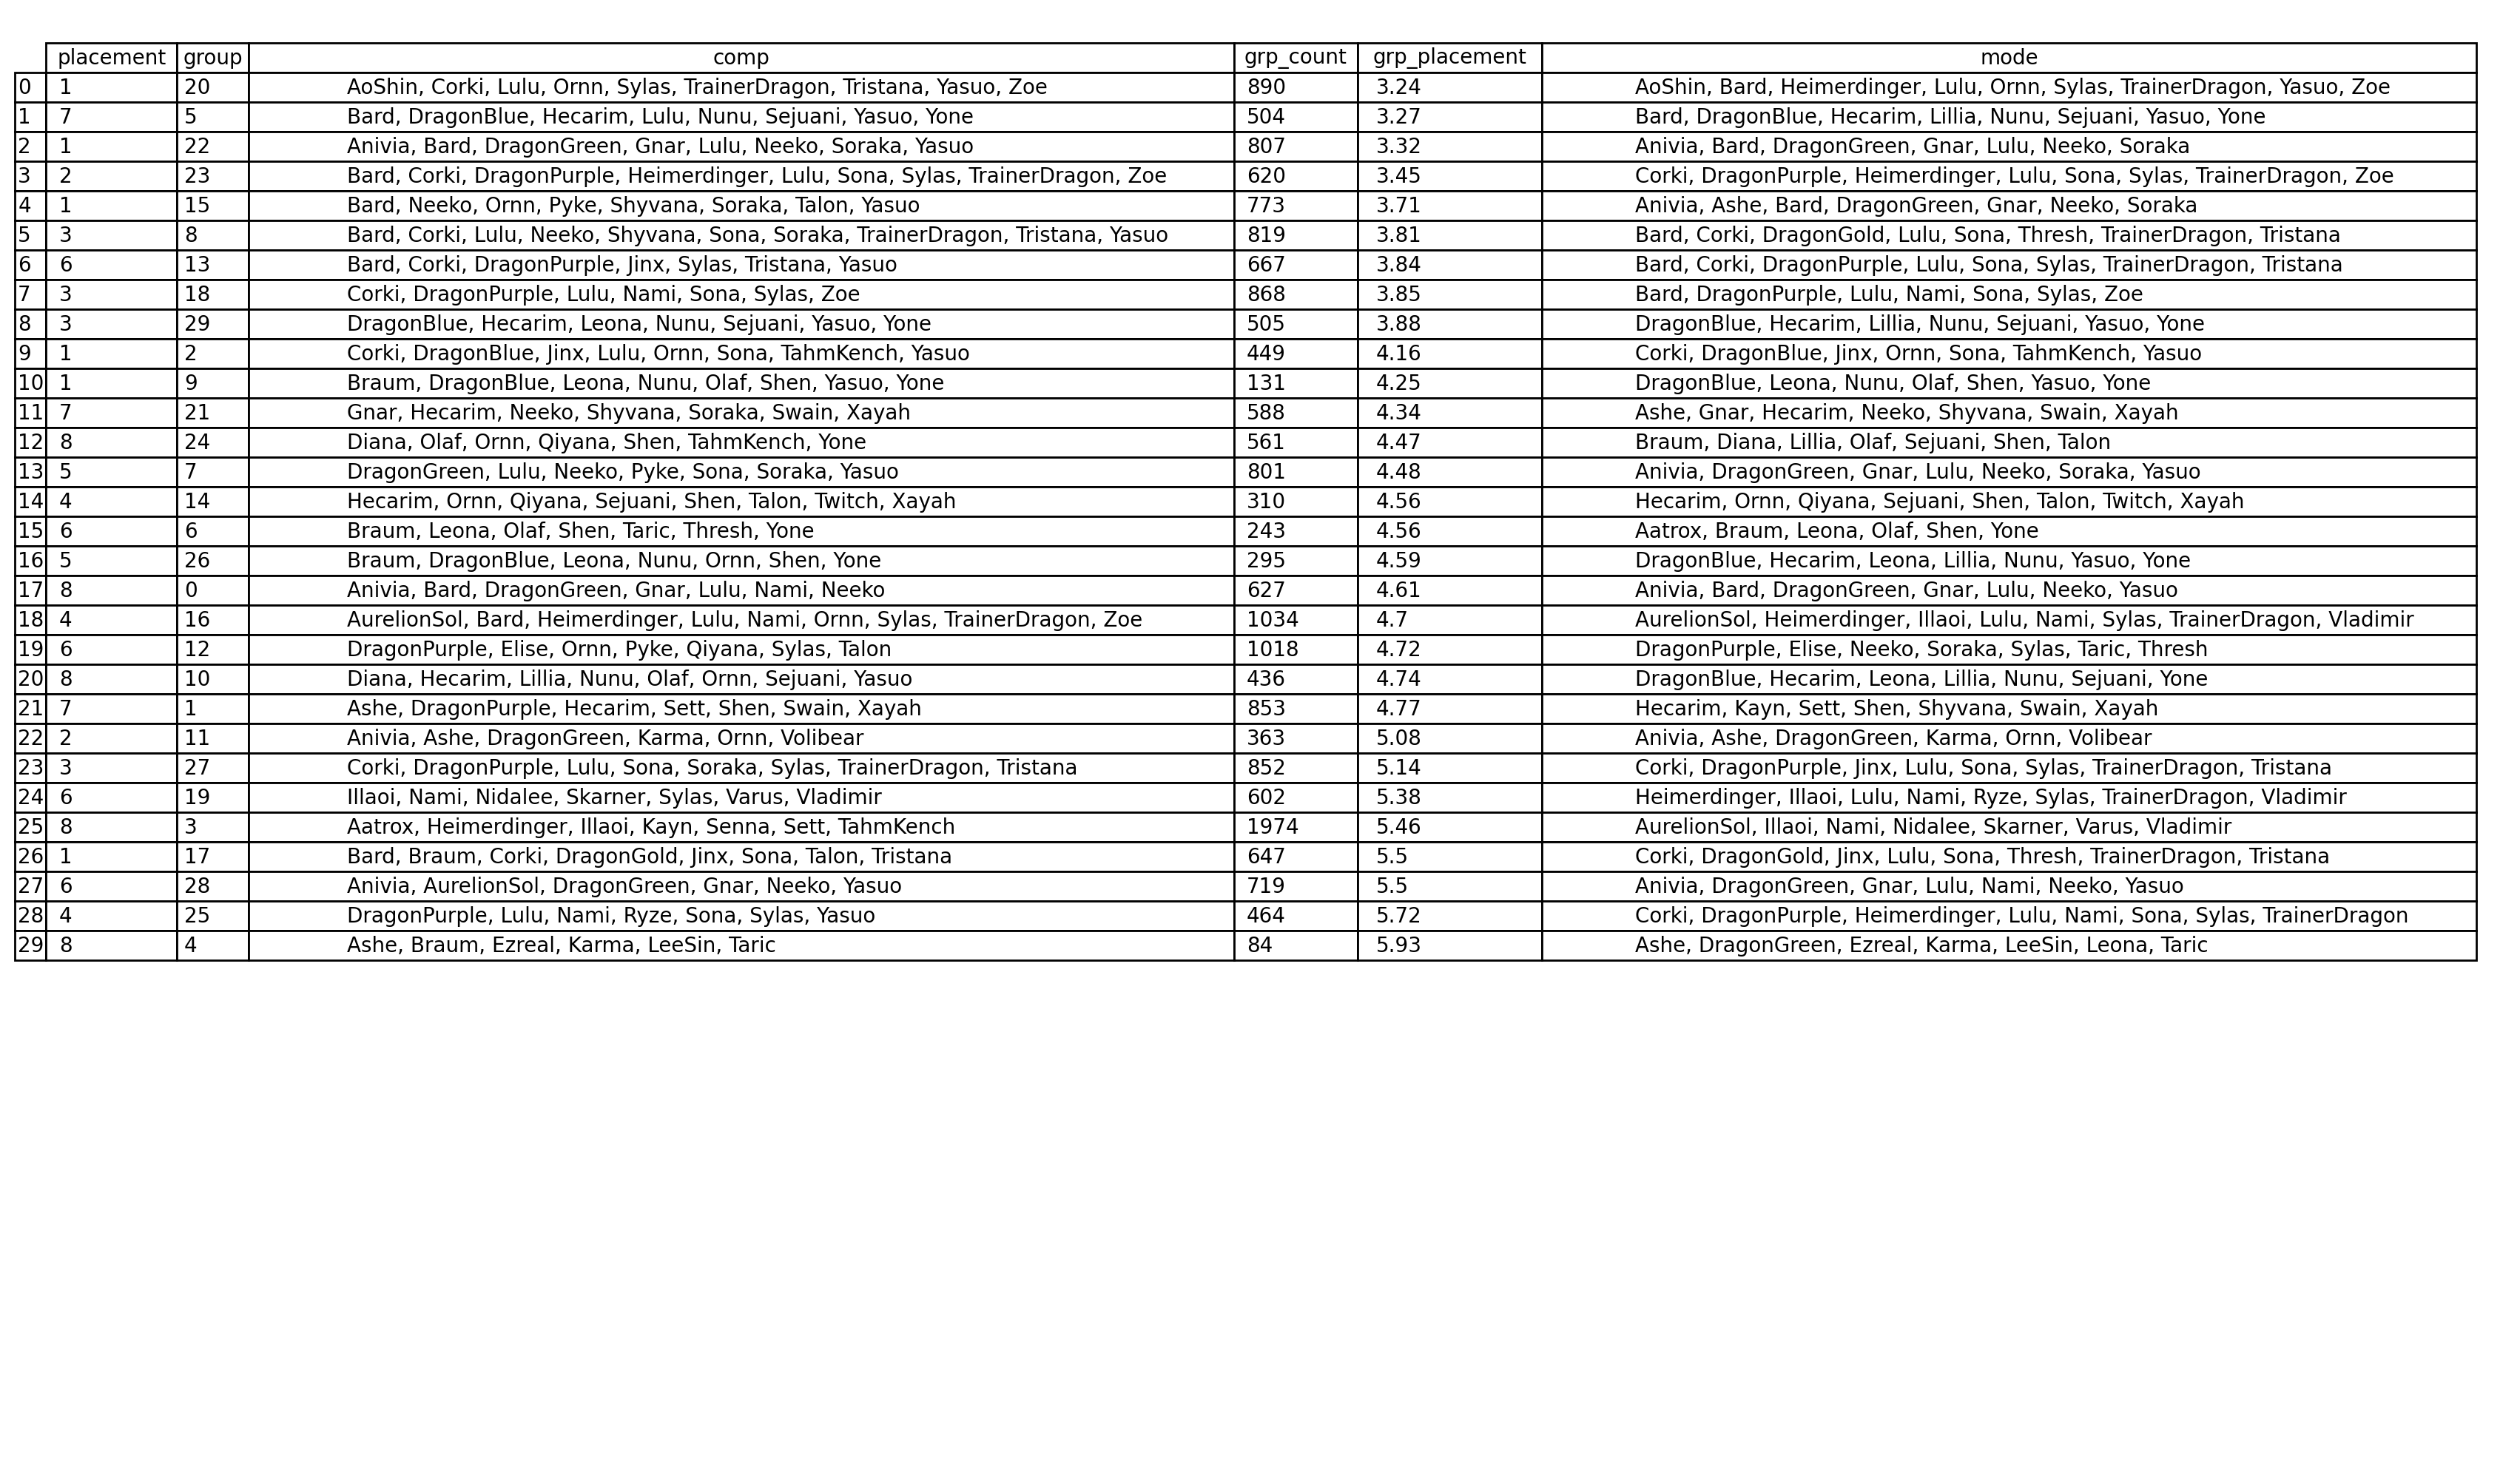 placement group comp grp_count grp_placement mode
0 1 20 AoShin, Corki, Lulu, Ornn, Sylas, TrainerDragon, Tristana, Yasuo, Zoe 890 3.24 AoShin, Bard, Heimerdinger, Lulu, Ornn, Sylas, TrainerDragon, Yasuo, Zoe
1 7 5 Bard, DragonBlue, Hecarim, Lulu, Nunu, Sejuani, Yasuo, Yone 504 3.27 Bard, DragonBlue, Hecarim, Lillia, Nunu, Sejuani, Yasuo, Yone
2 1 22 Anivia, Bard, DragonGreen, Gnar, Lulu, Neeko, Soraka, Yasuo 807 3.32 Anivia, Bard, DragonGreen, Gnar, Lulu, Neeko, Soraka
3 2 23 Bard, Corki, DragonPurple, Heimerdinger, Lulu, Sona, Sylas, TrainerDragon, Zoe 620 3.45 Corki, DragonPurple, Heimerdinger, Lulu, Sona, Sylas, TrainerDragon, Zoe
4 1 15 Bard, Neeko, Ornn, Pyke, Shyvana, Soraka, Talon, Yasuo 773 3.71 Anivia, Ashe, Bard, DragonGreen, Gnar, Neeko, Soraka
5 3 8 Bard, Corki, Lulu, Neeko, Shyvana, Sona, Soraka, TrainerDragon, Tristana, Yasuo 819 3.81 Bard, Corki, DragonGold, Lulu, Sona, Thresh, TrainerDragon, Tristana
6 6 13 Bard, Corki, DragonPurple, Jinx, Sylas, Tristana, Yasuo 667 3.84 Bard, Corki, DragonPurple, Lulu, Sona, Sylas, TrainerDragon, Tristana
7 3 18 Corki, DragonPurple, Lulu, Nami, Sona, Sylas, Zoe 868 3.85 Bard, DragonPurple, Lulu, Nami, Sona, Sylas, Zoe
8 3 29 DragonBlue, Hecarim, Leona, Nunu, Sejuani, Yasuo, Yone 505 3.88 DragonBlue, Hecarim, Lillia, Nunu, Sejuani, Yasuo, Yone
9 1 2 Corki, DragonBlue, Jinx, Lulu, Ornn, Sona, TahmKench, Yasuo 449 4.16 Corki, DragonBlue, Jinx, Ornn, Sona, TahmKench, Yasuo
10 1 9 Braum, DragonBlue, Leona, Nunu, Olaf, Shen, Yasuo, Yone 131 4.25 DragonBlue, Leona, Nunu, Olaf, Shen, Yasuo, Yone
11 7 21 Gnar, Hecarim, Neeko, Shyvana, Soraka, Swain, Xayah 588 4.34 Ashe, Gnar, Hecarim, Neeko, Shyvana, Swain, Xayah
12 8 24 Diana, Olaf, Ornn, Qiyana, Shen, TahmKench, Yone 561 4.47 Braum, Diana, Lillia, Olaf, Sejuani, Shen, Talon
13 5 7 DragonGreen, Lulu, Neeko, Pyke, Sona, Soraka, Yasuo 801 4.48 Anivia, DragonGreen, Gnar, Lulu, Neeko, Soraka, Yasuo
14 4 14 Hecarim, Ornn, Qiyana, Sejuani, Shen, Talon, Twitch, Xayah 310 4.56 Hecarim, Ornn, Qiyana, Sejuani, Shen, Talon, Twitch, Xayah
15 6 6 Braum, Leona, Olaf, Shen, Taric, Thresh, Yone 243 4.56 Aatrox, Braum, Leona, Olaf, Shen, Yone
16 5 26 Braum, DragonBlue, Leona, Nunu, Ornn, Shen, Yone 295 4.59 DragonBlue, Hecarim, Leona, Lillia, Nunu, Yasuo, Yone
17 8 0 Anivia, Bard, DragonGreen, Gnar, Lulu, Nami, Neeko 627 4.61 Anivia, Bard, DragonGreen, Gnar, Lulu, Neeko, Yasuo
18 4 16 AurelionSol, Bard, Heimerdinger, Lulu, Nami, Ornn, Sylas, TrainerDragon, Zoe 1034 4.7 AurelionSol, Heimerdinger, Illaoi, Lulu, Nami, Sylas, TrainerDragon, Vladimir
19 6 12 DragonPurple, Elise, Ornn, Pyke, Qiyana, Sylas, Talon 1018 4.72 DragonPurple, Elise, Neeko, Soraka, Sylas, Taric, Thresh
20 8 10 Diana, Hecarim, Lillia, Nunu, Olaf, Ornn, Sejuani, Yasuo 436 4.74 DragonBlue, Hecarim, Leona, Lillia, Nunu, Sejuani, Yone
21 7 1 Ashe, DragonPurple, Hecarim, Sett, Shen, Swain, Xayah 853 4.77 Hecarim, Kayn, Sett, Shen, Shyvana, Swain, Xayah
22 2 11 Anivia, Ashe, DragonGreen, Karma, Ornn, Volibear 363 5.08 Anivia, Ashe, DragonGreen, Karma, Ornn, Volibear
23 3 27 Corki, DragonPurple, Lulu, Sona, Soraka, Sylas, TrainerDragon, Tristana 852 5.14 Corki, DragonPurple, Jinx, Lulu, Sona, Sylas, TrainerDragon, Tristana
24 6 19 Illaoi, Nami, Nidalee, Skarner, Sylas, Varus, Vladimir 602 5.38 Heimerdinger, Illaoi, Lulu, Nami, Ryze, Sylas, TrainerDragon, Vladimir
25 8 3 Aatrox, Heimerdinger, Illaoi, Kayn, Senna, Sett, TahmKench 1974 5.46 AurelionSol, Illaoi, Nami, Nidalee, Skarner, Varus, Vladimir
26 1 17 Bard, Braum, Corki, DragonGold, Jinx, Sona, Talon, Tristana 647 5.5 Corki, DragonGold, Jinx, Lulu, Sona, Thresh, TrainerDragon, Tristana
27 6 28 Anivia, AurelionSol, DragonGreen, Gnar, Neeko, Yasuo 719 5.5 Anivia, DragonGreen, Gnar, Lulu, Nami, Neeko, Yasuo
28 4 25 DragonPurple, Lulu, Nami, Ryze, Sona, Sylas, Yasuo 464 5.72 Corki, DragonPurple, Heimerdinger, Lulu, Nami, Sona, Sylas, TrainerDragon
29 8 4 Ashe, Braum, Ezreal, Karma, LeeSin, Taric 84 5.93 Ashe, DragonGreen, Ezreal, Karma, LeeSin, Leona, Taric